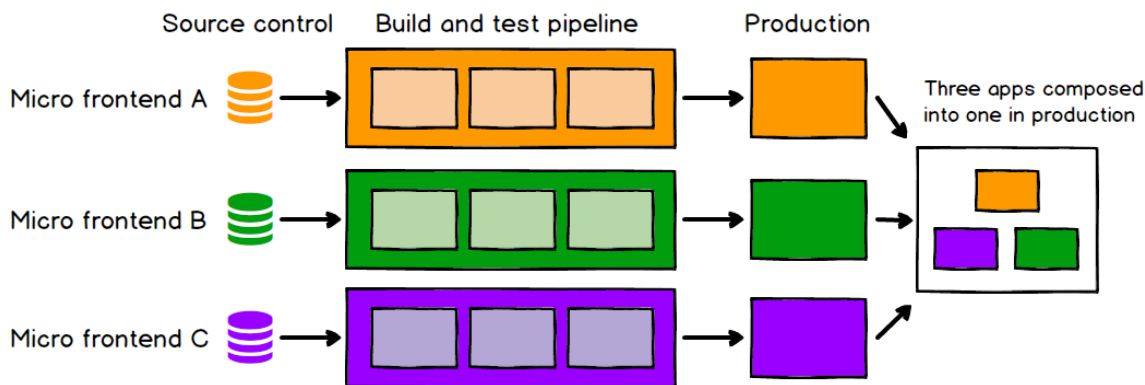 Source control
Build and test pipeline
Production
Micro frontend A
Three apps composed
into one in production
Micro frontend B
Micro frontend C